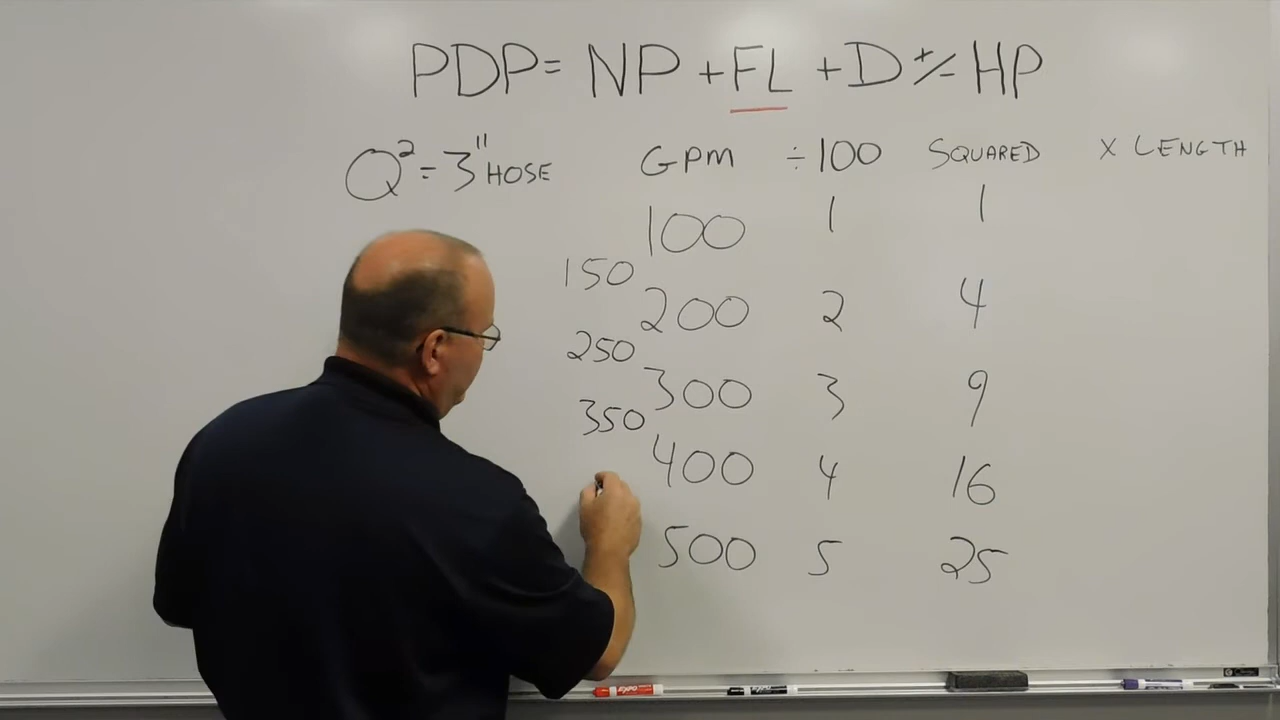 PDP= NP + FL + D +/- HP
Q² = 3" HOSE
GPM ÷100 SQUARED X LENGTH
100 1 1
150
200 2 4
250
300 3 9
350
400 4 16
500 5 25
EXPO